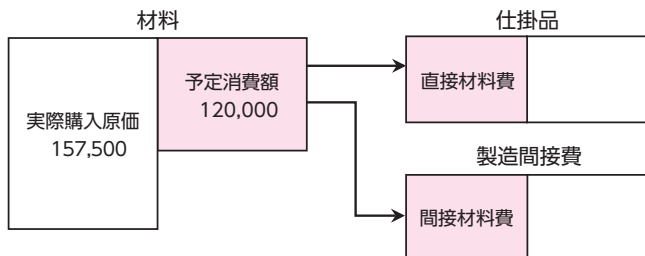 材料
仕掛品
予定消費額
120,000
直接材料費
実際購入原価
157,500
製造間接費
間接材料費